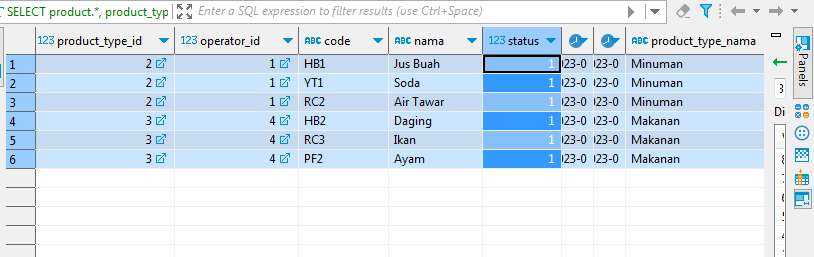 SELECT product.*, product_typ Enter a SQL expression to filter results (use Ctrl+Space)
123 product_type_id 123 operator_id ABC code ABC nama 123 status ABC product_type_nama
1 2 1 HB1 Jus Buah 1 023-0 023-0 Minuman
2 2 1 YT1 Soda 1 023-0 023-0 Minuman
3 2 1 RC2 Air Tawar 1 023-0 023-0 Minuman
4 3 4 HB2 Daging 1 023-0 023-0 Makanan
5 3 4 RC3 Ikan 1 023-0 023-0 Makanan
6 3 4 PF2 Ayam 1 023-0 023-0 Makanan
Panels
3
Di